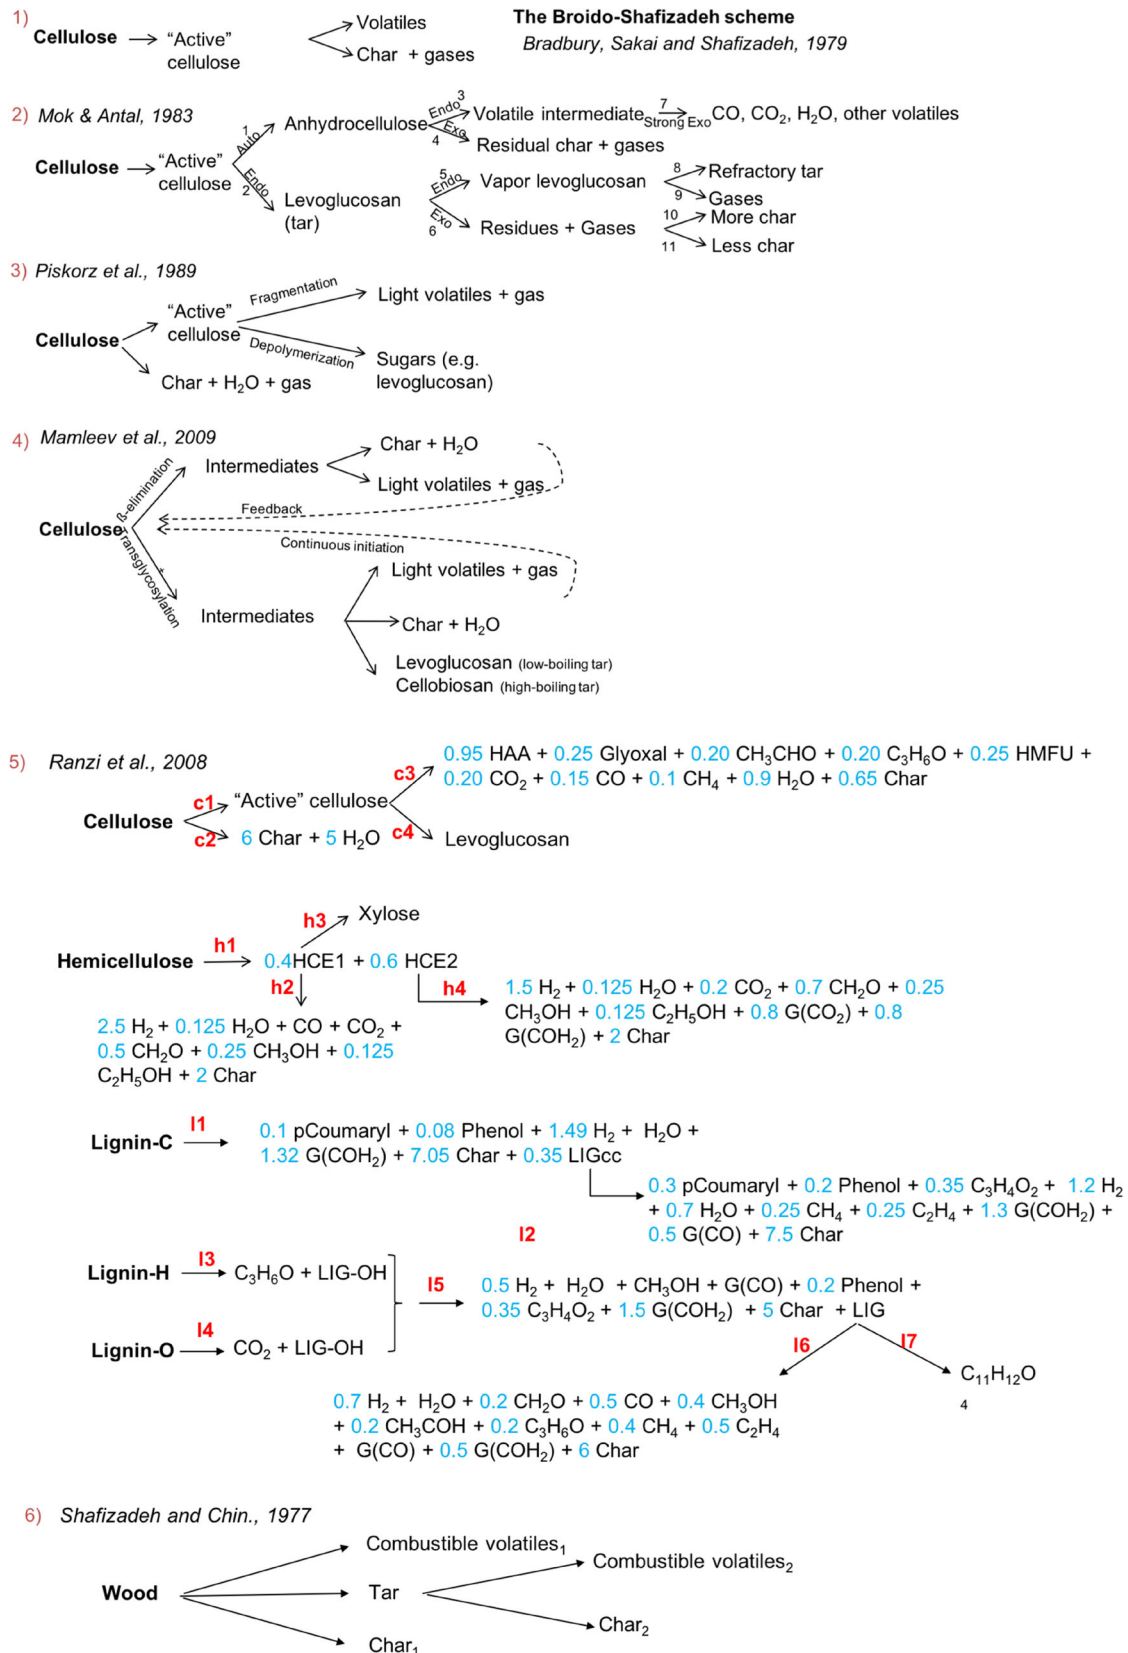 1)
The Broido-Shafizadeh scheme
Bradbury, Sakai and Shafizadeh, 1979
Cellulose
“Active”
cellulose
Volatiles
Char + gases
2) Mok & Antal, 1983
Cellulose
“Active”
cellulose
1
Auto
Endo
2
Anhydrocellulose
Levoglucosan
(tar)
Endo 3
Exo
4
Volatile intermediate
7
Strong Exo
CO, CO₂, H₂O, other volatiles
Residual char + gases
5
Endo
Exo
6
Vapor levoglucosan
8
Refractory tar
9
Gases
Residues + Gases
10
More char
11
Less char
3) Piskorz et al., 1989
Cellulose
“Active”
cellulose
Fragmentation
Light volatiles + gas
Depolymerization
Sugars (e.g.
levoglucosan)
Char + H₂O + gas
4) Mamleev et al., 2009
Cellulose
ß-elimination
Intermediates
Char + H₂O
Light volatiles + gas
Feedback
Continuous initiation
Transglycosylation
Intermediates
Light volatiles + gas
Char + H₂O
Levoglucosan (low-boiling tar)
Cellobiosan (high-boiling tar)
5) Ranzi et al., 2008
Cellulose
c1
“Active” cellulose
c2
6 Char + 5 H₂O
c3
0.95 HAA + 0.25 Glyoxal + 0.20 CH₃CHO + 0.20 C₃H₆O + 0.25 HMFU +
0.20 CO₂ + 0.15 CO + 0.1 CH₄ + 0.9 H₂O + 0.65 Char
c4
Levoglucosan
Hemicellulose
h1
0.4HCE1 + 0.6 HCE2
h3
Xylose
h2
2.5 H₂ + 0.125 H₂O + CO + CO₂ +
0.5 CH₂O + 0.25 CH₃OH + 0.125
C₂H₅OH + 2 Char
h4
1.5 H₂ + 0.125 H₂O + 0.2 CO₂ + 0.7 CH₂O + 0.25
CH₃OH + 0.125 C₂H₅OH + 0.8 G(CO₂) + 0.8
G(COH₂) + 2 Char
Lignin-C
l1
0.1 pCoumaryl + 0.08 Phenol + 1.49 H₂ + H₂O +
1.32 G(COH₂) + 7.05 Char + 0.35 LIGcc
0.3 pCoumaryl + 0.2 Phenol + 0.35 C₃H₄O₂ + 1.2 H₂
+ 0.7 H₂O + 0.25 CH₄ + 0.25 C₂H₄ + 1.3 G(COH₂) +
0.5 G(CO) + 7.5 Char
l2
Lignin-H
l3
C₃H₆O + LIG-OH
Lignin-O
l4
CO₂ + LIG-OH
l5
0.5 H₂ + H₂O + CH₃OH + G(CO) + 0.2 Phenol +
0.35 C₃H₄O₂ + 1.5 G(COH₂) + 5 Char + LIG
l6
l7
C₁₁H₁₂O
4
0.7 H₂ + H₂O + 0.2 CH₂O + 0.5 CO + 0.4 CH₃OH
+ 0.2 CH₃COH + 0.2 C₃H₆O + 0.4 CH₄ + 0.5 C₂H₄
+ G(CO) + 0.5 G(COH₂) + 6 Char
6) Shafizadeh and Chin., 1977
Wood
Combustible volatiles₁
Tar
Char₁
Combustible volatiles₂
Char₂